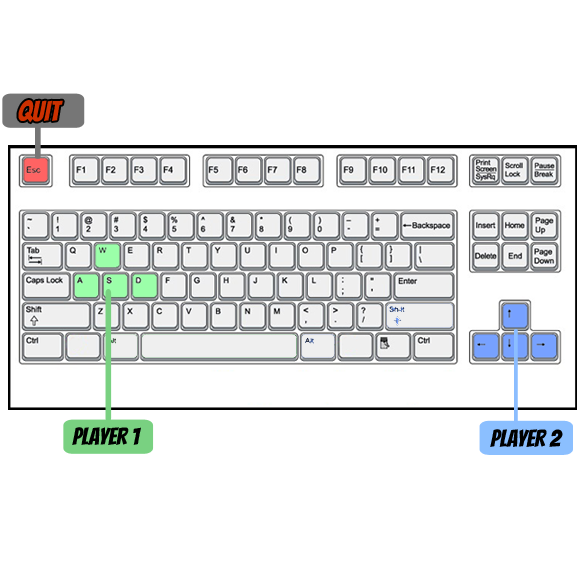 QUIT
Esc F1 F2 F3 F4 F5 F6 F7 F8 F9 F10 F11 F12 Print Screen SysRq Scroll Lock Pause Break
~ ` ! 1 @ 2 # 3 $ 4 % 5 ^ 6 & 7 * 8 ( 9 ) 0 _ - + = ←Backspace Insert Home Page Up
Tab Q W E R T Y U I O P { [ } ] | \ Delete End Page Down
Caps Lock A S D F G H J K L : ; " ' Enter
Shift Z X C V B N M < , > . ? / ↑
Ctrl Alt Ctrl ← ↓ →
PLAYER 1
PLAYER 2